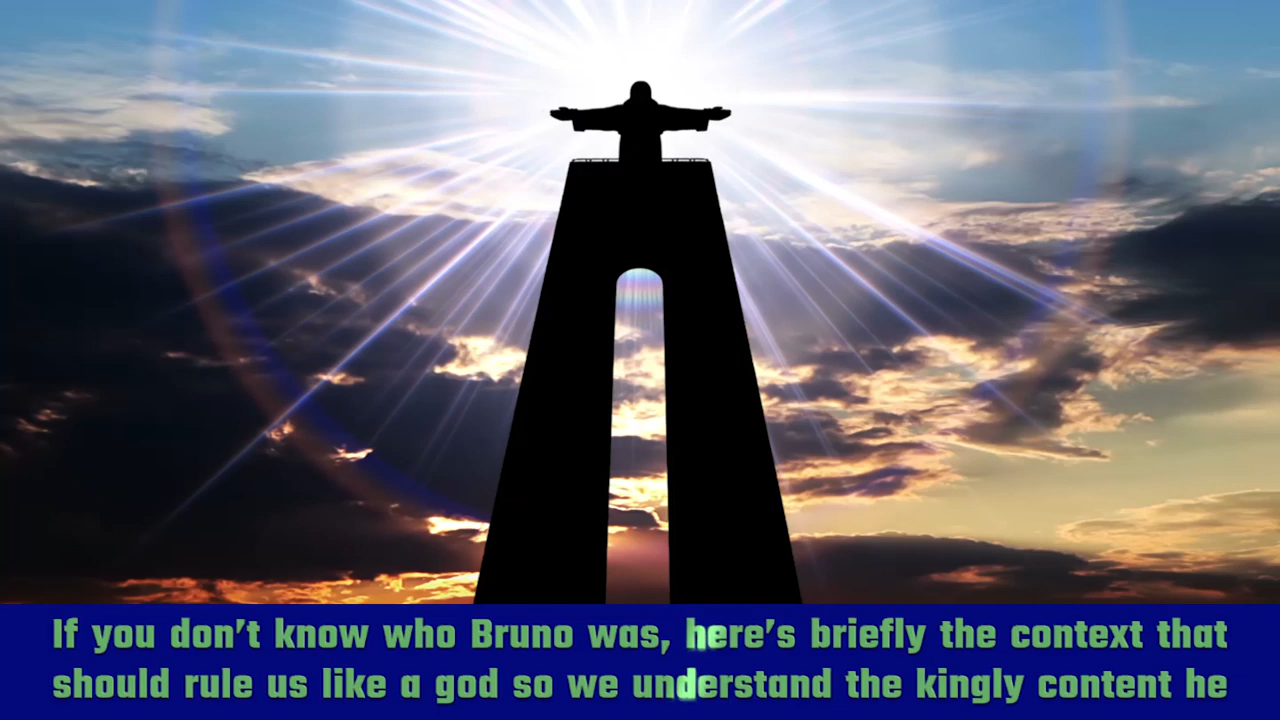 If you don't know who Bruno was, here's briefly the context that
should rule us like a god so we understand the kingly content he